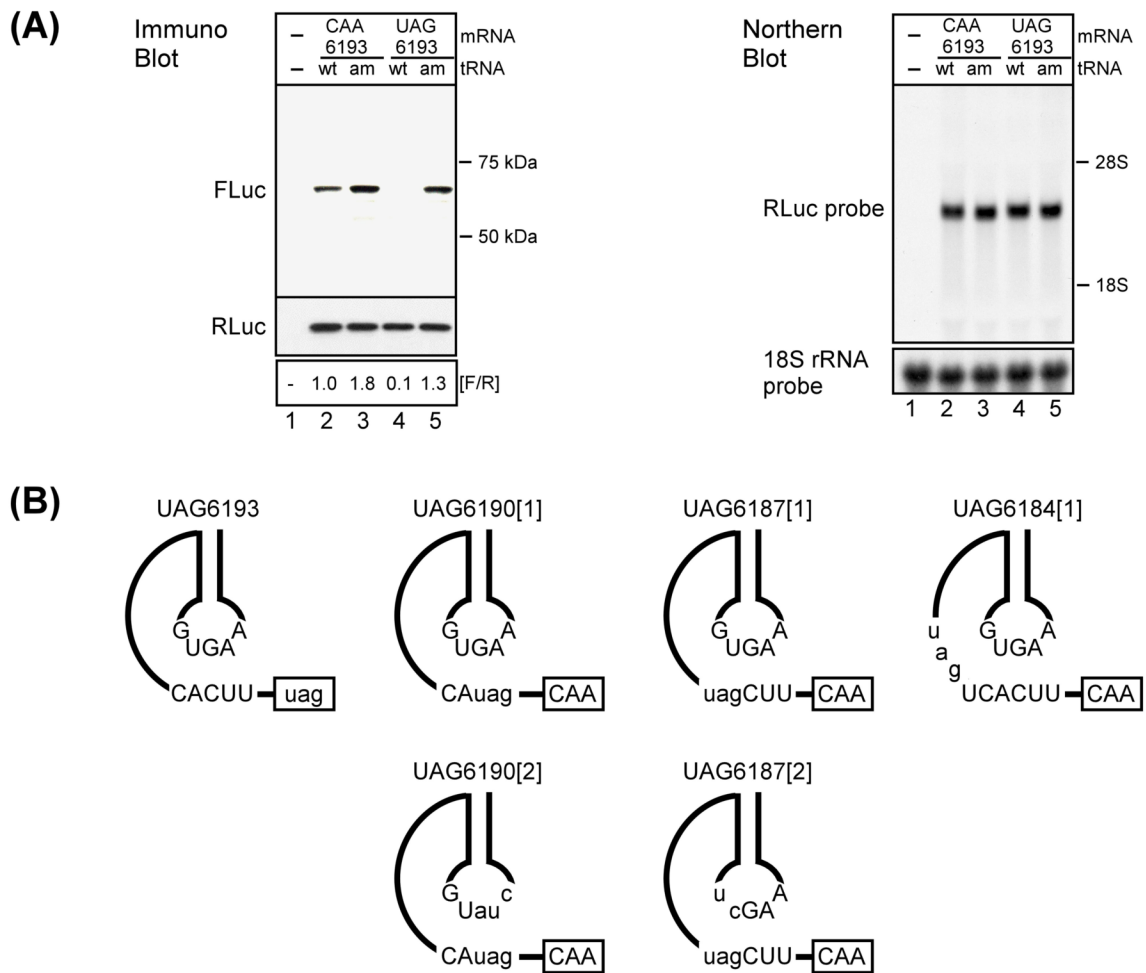 (A)
Immuno
Blot
– CAA 6193 UAG 6193 mRNA
– wt am wt am tRNA
75 kDa
FLuc
50 kDa
RLuc
- 1.0 1.8 0.1 1.3 [F/R]
1 2 3 4 5
Northern
Blot
– CAA 6193 UAG 6193 mRNA
– wt am wt am tRNA
28S
RLuc probe
18S
18S rRNA
probe
1 2 3 4 5
(B)
UAG6193
G A
UGA
CACUU uag
UAG6190[1]
G A
UGA
CAuag CAA
UAG6187[1]
G A
UGA
uagCUU CAA
UAG6184[1]
G A
UGA
uag
UCACUU CAA
UAG6190[2]
G c
Uau
CAuag CAA
UAG6187[2]
u A
cGA
uagCUU CAA